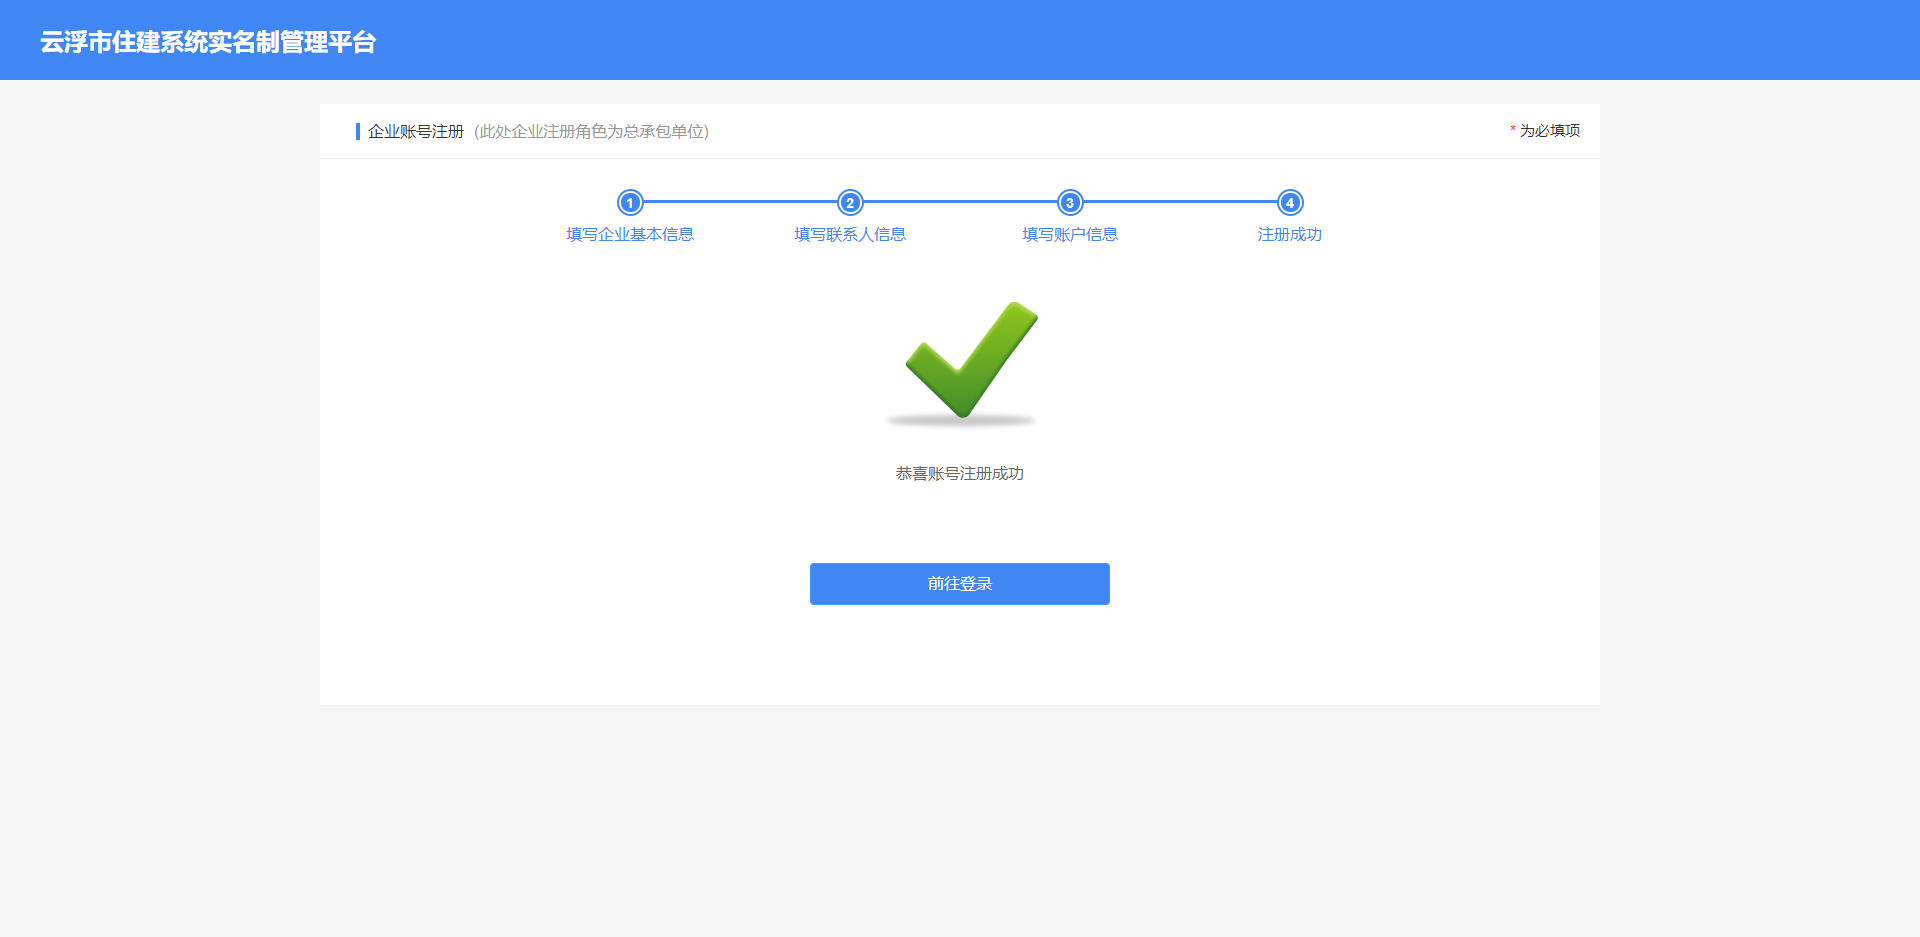 云浮市住建系统实名制管理平台
企业账号注册 (此处企业注册角色为总承包单位)
* 为必填项
1 2 3 4
填写企业基本信息 填写联系人信息 填写账户信息 注册成功
恭喜账号注册成功
前往登录